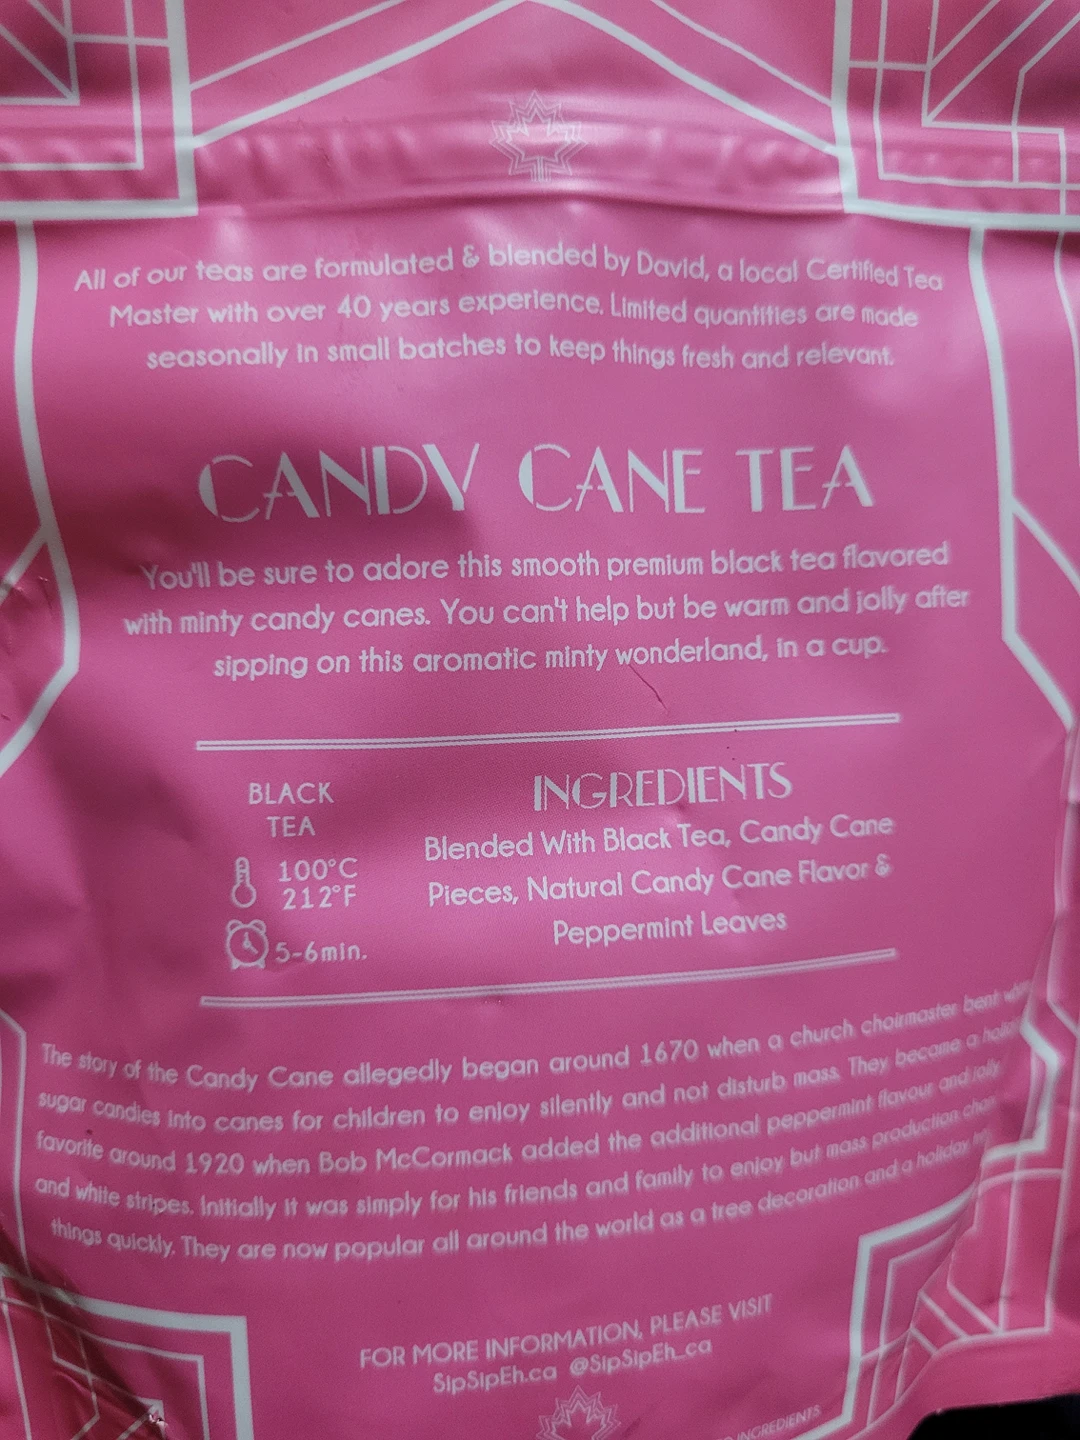 All of our teas are formulated & blended by David, a local Certified Tea
Master with over 40 years experience. Limited quantities are made
seasonally in small batches to keep things fresh and relevant.
CANDY CANE TEA
You'll be sure to adore this smooth premium black tea flavored
with minty candy canes. You can't help but be warm and jolly after
sipping on this aromatic minty wonderland, in a cup.
BLACK
TEA
100°C
212°F
5-6min.
INGREDIENTS
Blended With Black Tea, Candy Cane
Pieces, Natural Candy Cane Flavor &
Peppermint Leaves
The story of the Candy Cane allegedly began around 1670 when a church choirmaster bent
sugar candies into canes for children to enjoy silently and not disturb mass. They became a
favorite around 1920 when Bob McCormack added the additional peppermint flavour and jolly
and white stripes. Initially it was simply for his friends and family to enjoy but mass production
things quickly. They are now popular all around the world as a tree decoration and a holiday
FOR MORE INFORMATION, PLEASE VISIT
SipSipEh.ca @SipSipEh_ca
INGREDIENTS